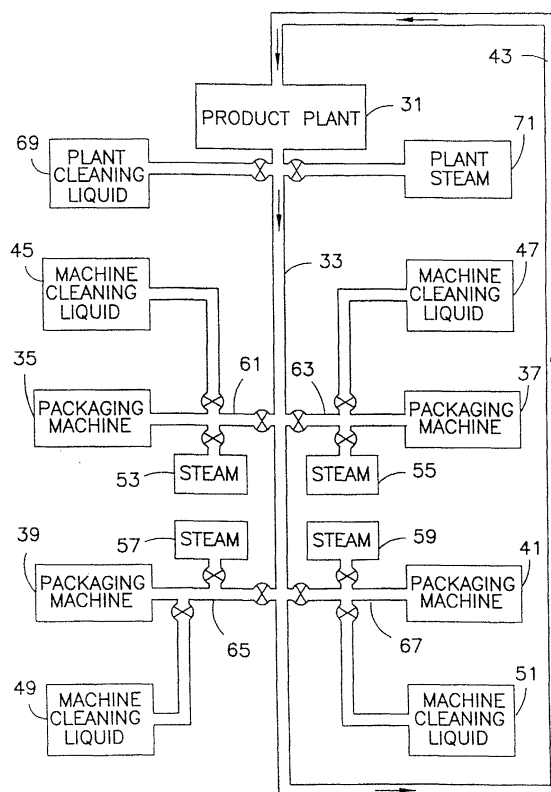 43
PRODUCT PLANT
31
69
PLANT
CLEANING
LIQUID
PLANT
STEAM
71
45
MACHINE
CLEANING
LIQUID
33
MACHINE
CLEANING
LIQUID
47
35
PACKAGING
MACHINE
61
63
PACKAGING
MACHINE
37
53
STEAM
STEAM
55
39
57
STEAM
STEAM
59
41
PACKAGING
MACHINE
65
67
PACKAGING
MACHINE
49
MACHINE
CLEANING
LIQUID
MACHINE
CLEANING
LIQUID
51